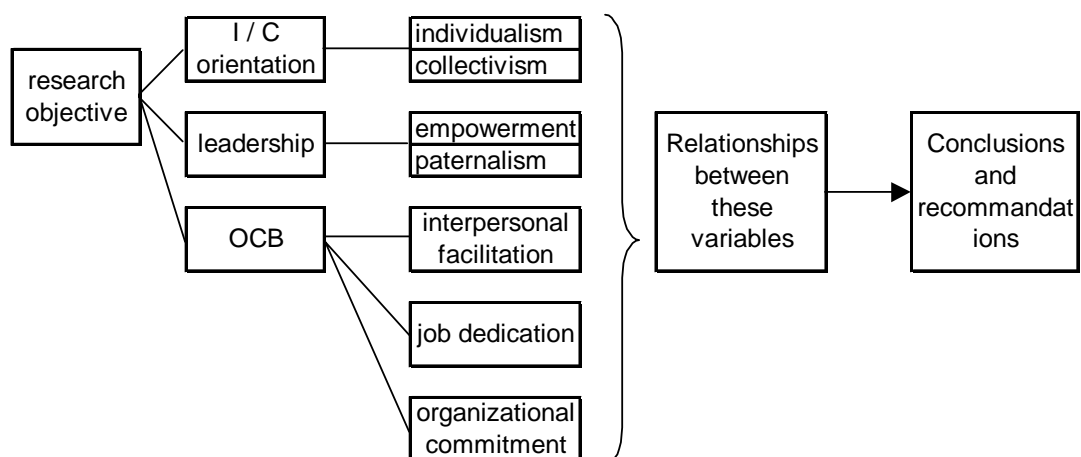 research
objective
I / C
orientation
individualism
collectivism
leadership
empowerment
paternalism
OCB
interpersonal
facilitation
job dedication
organizational
commitment
Relationships
between
these
variables
Conclusions
and
recommandat
ions